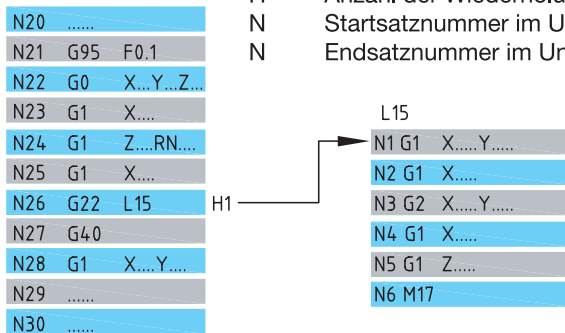 H Anzahl der
N Startsatznummer im
N Endsatznummer im
N20 ......
N21 G95 F0.1
N22 G0 X...Y...Z...
N23 G1 X....
N24 G1 Z....RN....
N25 G1 X....
N26 G22 L15 H1
N27 G40
N28 G1 X....Y....
N29 ......
N30 ......
L15
N1 G1 X.....Y.....
N2 G1 X.....
N3 G2 X.....Y.....
N4 G1 X.....
N5 G1 Z.....
N6 M17